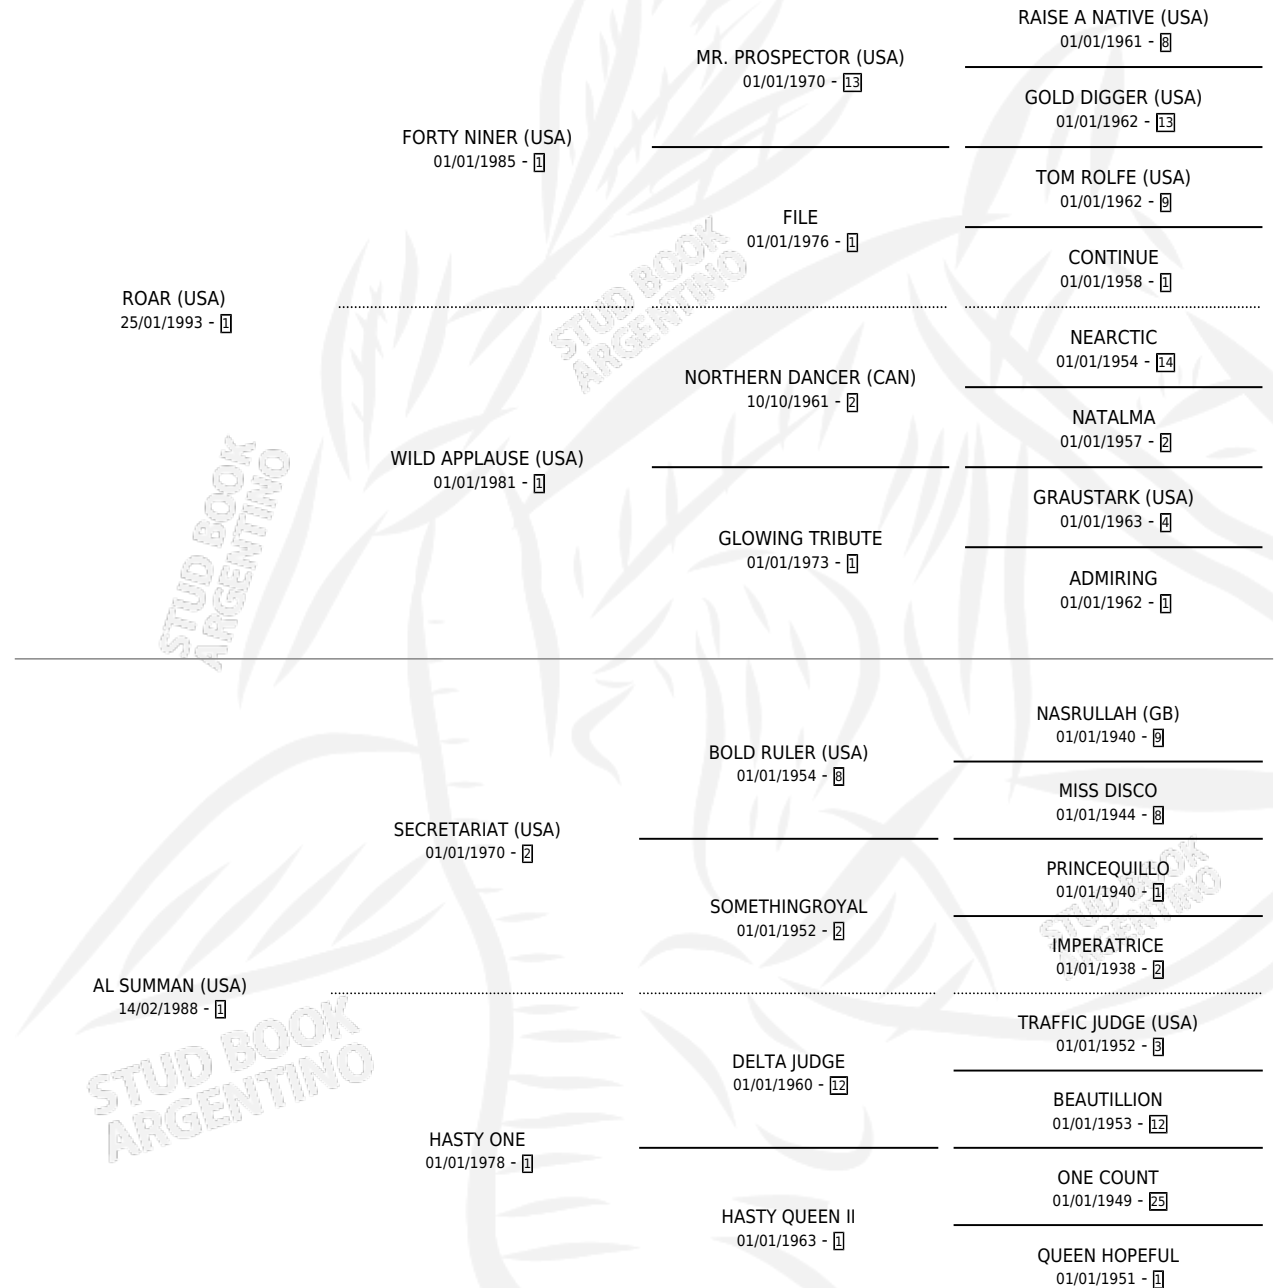 RAISE A NATIVE (USA)
01/01/1961 - 8
MR. PROSPECTOR (USA)
01/01/1970 - 13
GOLD DIGGER (USA)
01/01/1962 - 13
FORTY NINER (USA)
01/01/1985 - 1
TOM ROLFE (USA)
01/01/1962 - 9
FILE
01/01/1976 - 1
CONTINUE
01/01/1958 - 1
ROAR (USA)
25/01/1993 - 1
STUD BOOK
ARGENTINO
NEARCTIC
01/01/1954 - 14
NORTHERN DANCER (CAN)
10/10/1961 - 2
NATALMA
01/01/1957 - 2
WILD APPLAUSE (USA)
01/01/1981 - 1
GRAUSTARK (USA)
01/01/1963 - 4
GLOWING TRIBUTE
01/01/1973 - 1
ADMIRING
01/01/1962 - 1
STUD BOOK
ARGENTINO
NASRULLAH (GB)
01/01/1940 - 9
BOLD RULER (USA)
01/01/1954 - 8
MISS DISCO
01/01/1944 - 8
SECRETARIAT (USA)
01/01/1970 - 2
PRINCEQUILLO
01/01/1940 - 1
SOMETHINGROYAL
01/01/1952 - 2
IMPERATRICE
01/01/1938 - 2
STUD BOOK
ARGENTINO
AL SUMMAN (USA)
14/02/1988 - 1
TRAFFIC JUDGE (USA)
01/01/1952 - 3
DELTA JUDGE
01/01/1960 - 12
BEAUTILLION
01/01/1953 - 12
STUD BOOK
ARGENTINO
HASTY ONE
01/01/1978 - 1
ONE COUNT
01/01/1949 - 25
HASTY QUEEN II
01/01/1963 - 1
QUEEN HOPEFUL
01/01/1951 - 1